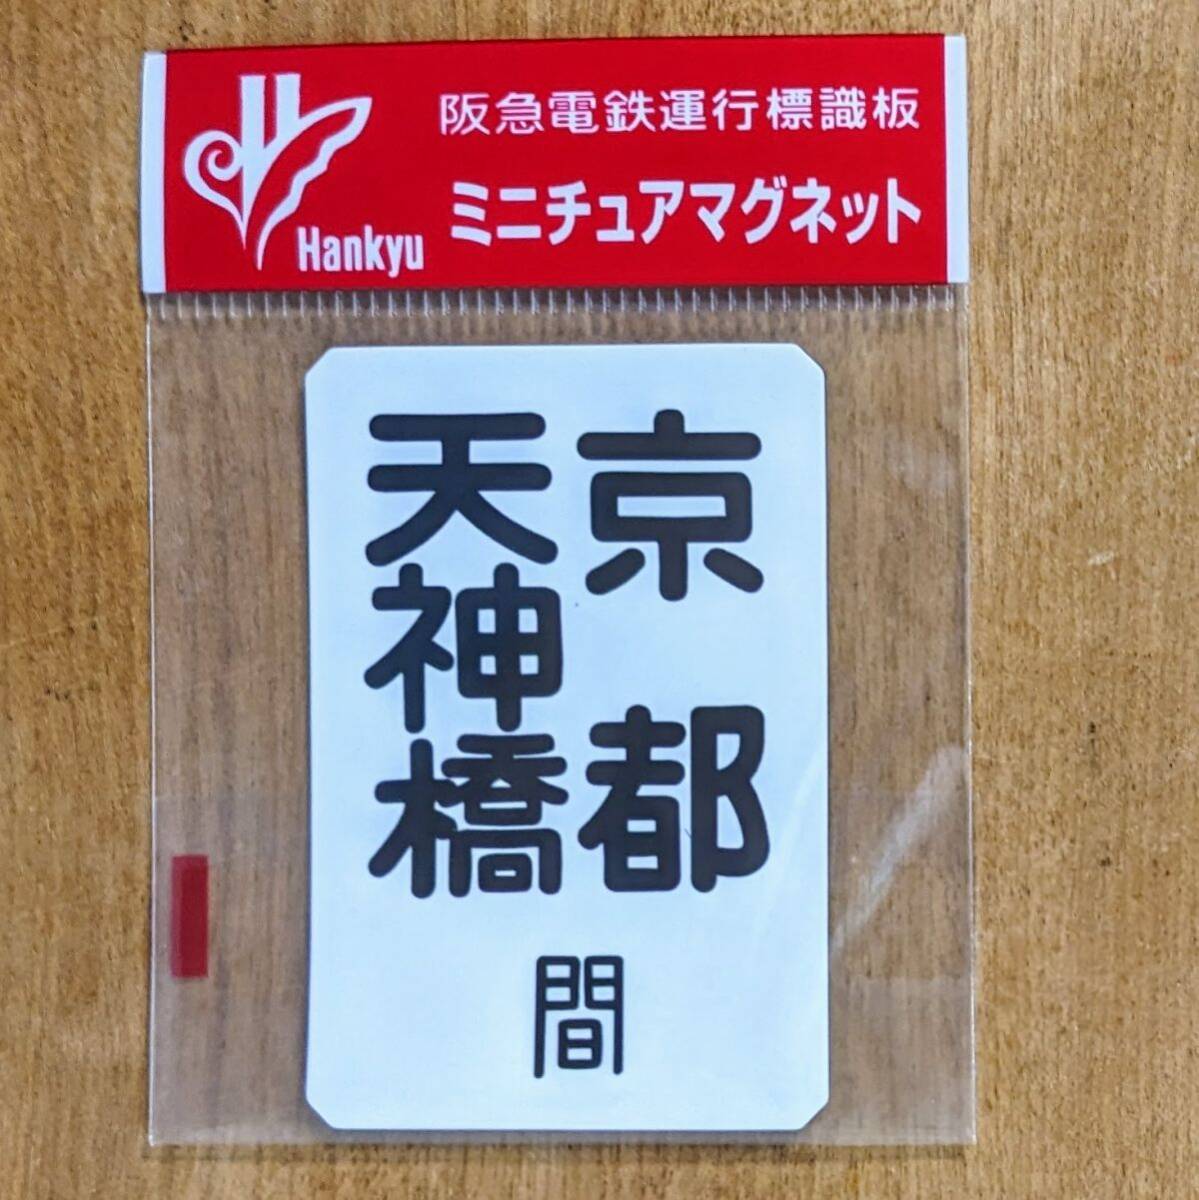 阪急電鉄運行標識板
ミニチュアマグネット
Hankyu
京都
天神橋
間